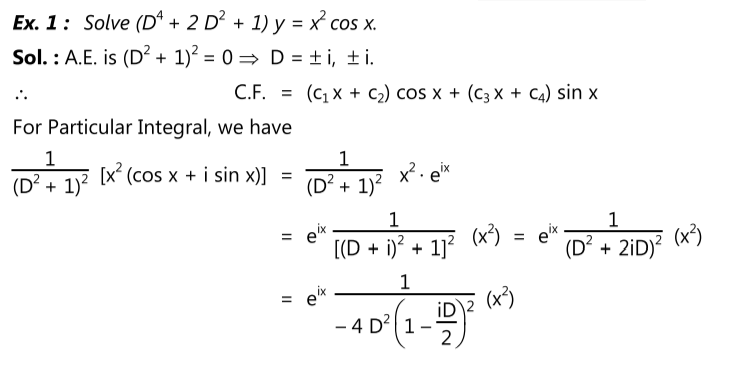 Ex. 1 : Solve (D⁴ + 2 D² + 1) y = x² cos x.
Sol. : A.E. is (D² + 1)² = 0 ⇒ D = ± i, ± i.
∴ C.F. = (c₁ x + c₂) cos x + (c₃ x + c₄) sin x
For Particular Integral, we have
1/(D² + 1)² [x² (cos x + i sin x)] = 1/(D² + 1)² x² · e^(ix)
= e^(ix) 1/[(D + i)² + 1]² (x²) = e^(ix) 1/(D² + 2iD)² (x²)
= e^(ix) 1/(– 4 D² (1 – iD/2)²) (x²)